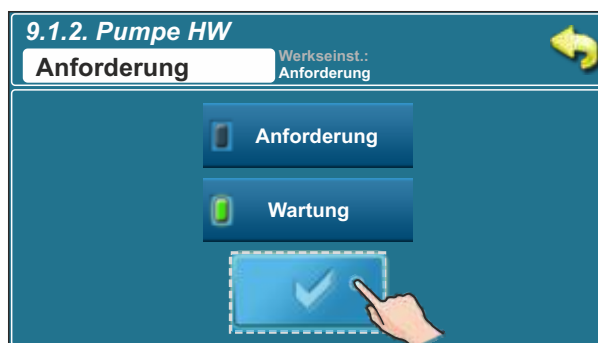 9.1.2. Pumpe HW
Anforderung
Werkseinst.:
Anforderung
Anforderung
Wartung